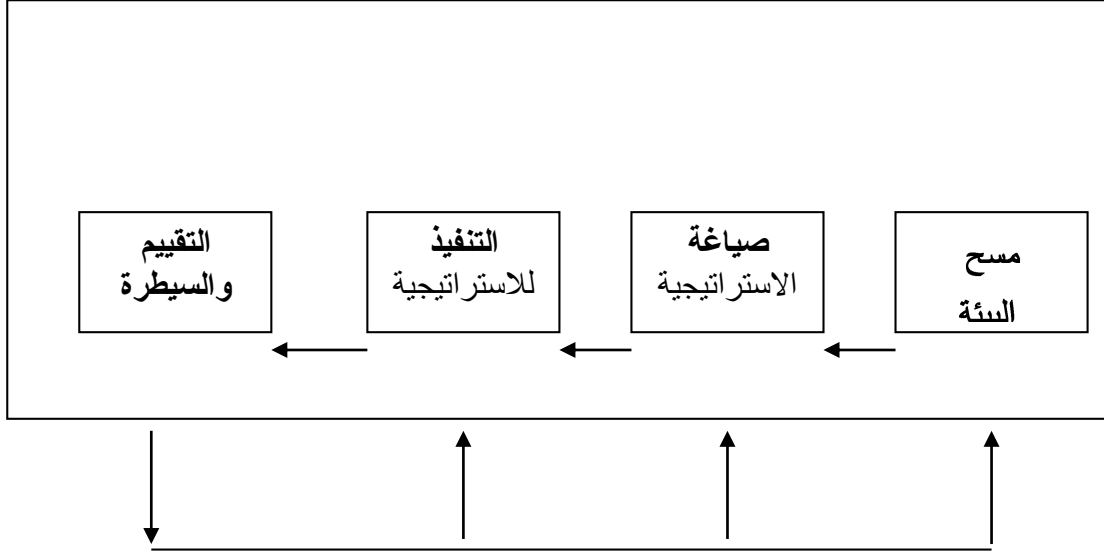 مسح
البيئة
صياغة
الاستراتيجية
التنفيذ
للاستراتيجية
التقييم
والسيطرة